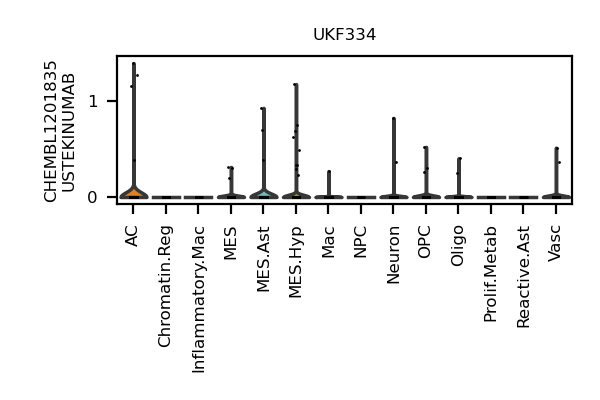 UKF334
CHEMBL1201835
USTEKINUMAB
1
0
AC
Chromatin.Reg
Inflammatory.Mac
MES
MES.Ast
MES.Hyp
Mac
NPC
Neuron
OPC
Oligo
Prolif.Metab
Reactive.Ast
Vasc